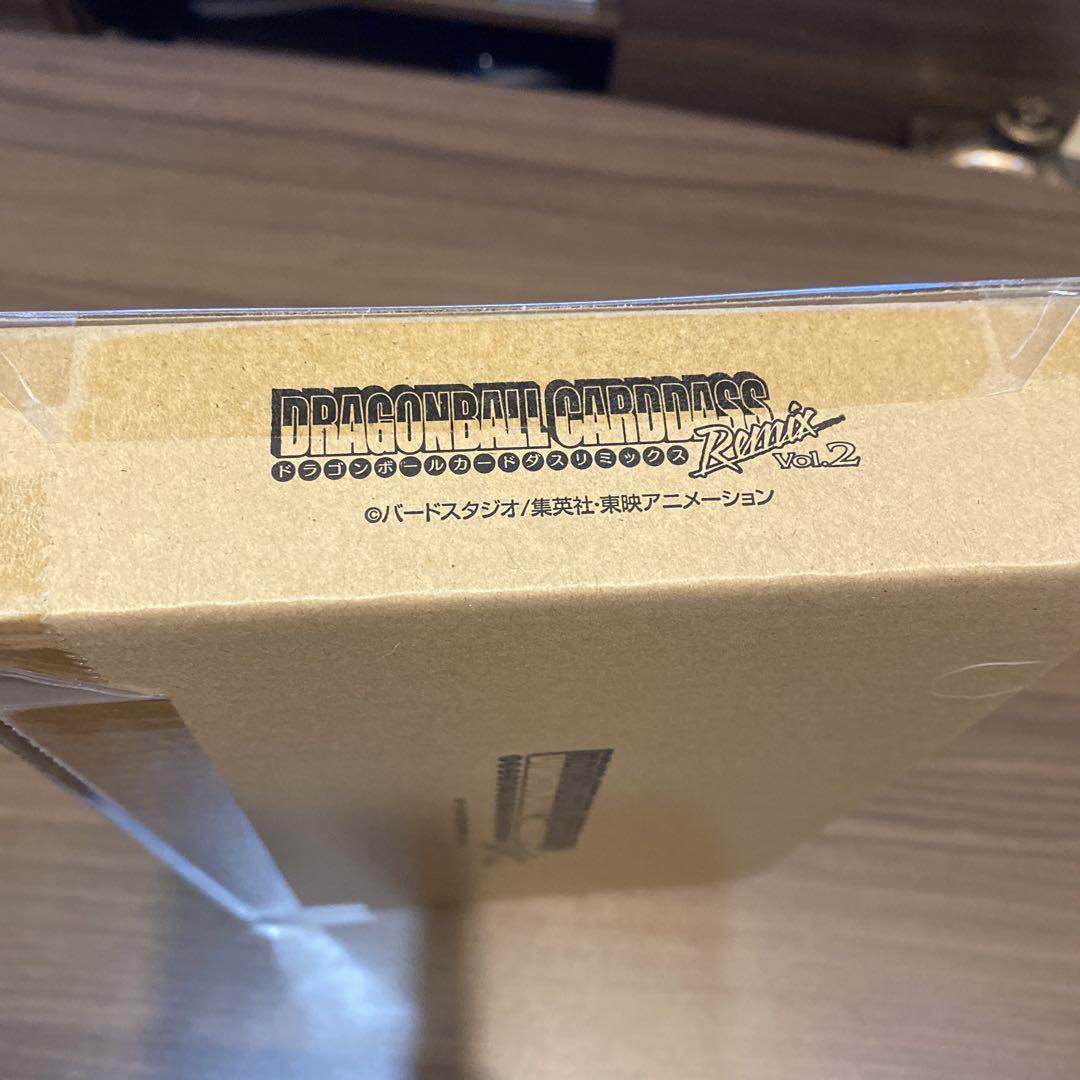 DRAGONBALL CARDDASS
Remix Vol.2
ドラゴンボールカードダスリミックス
©バードスタジオ/集英社・東映アニメーション